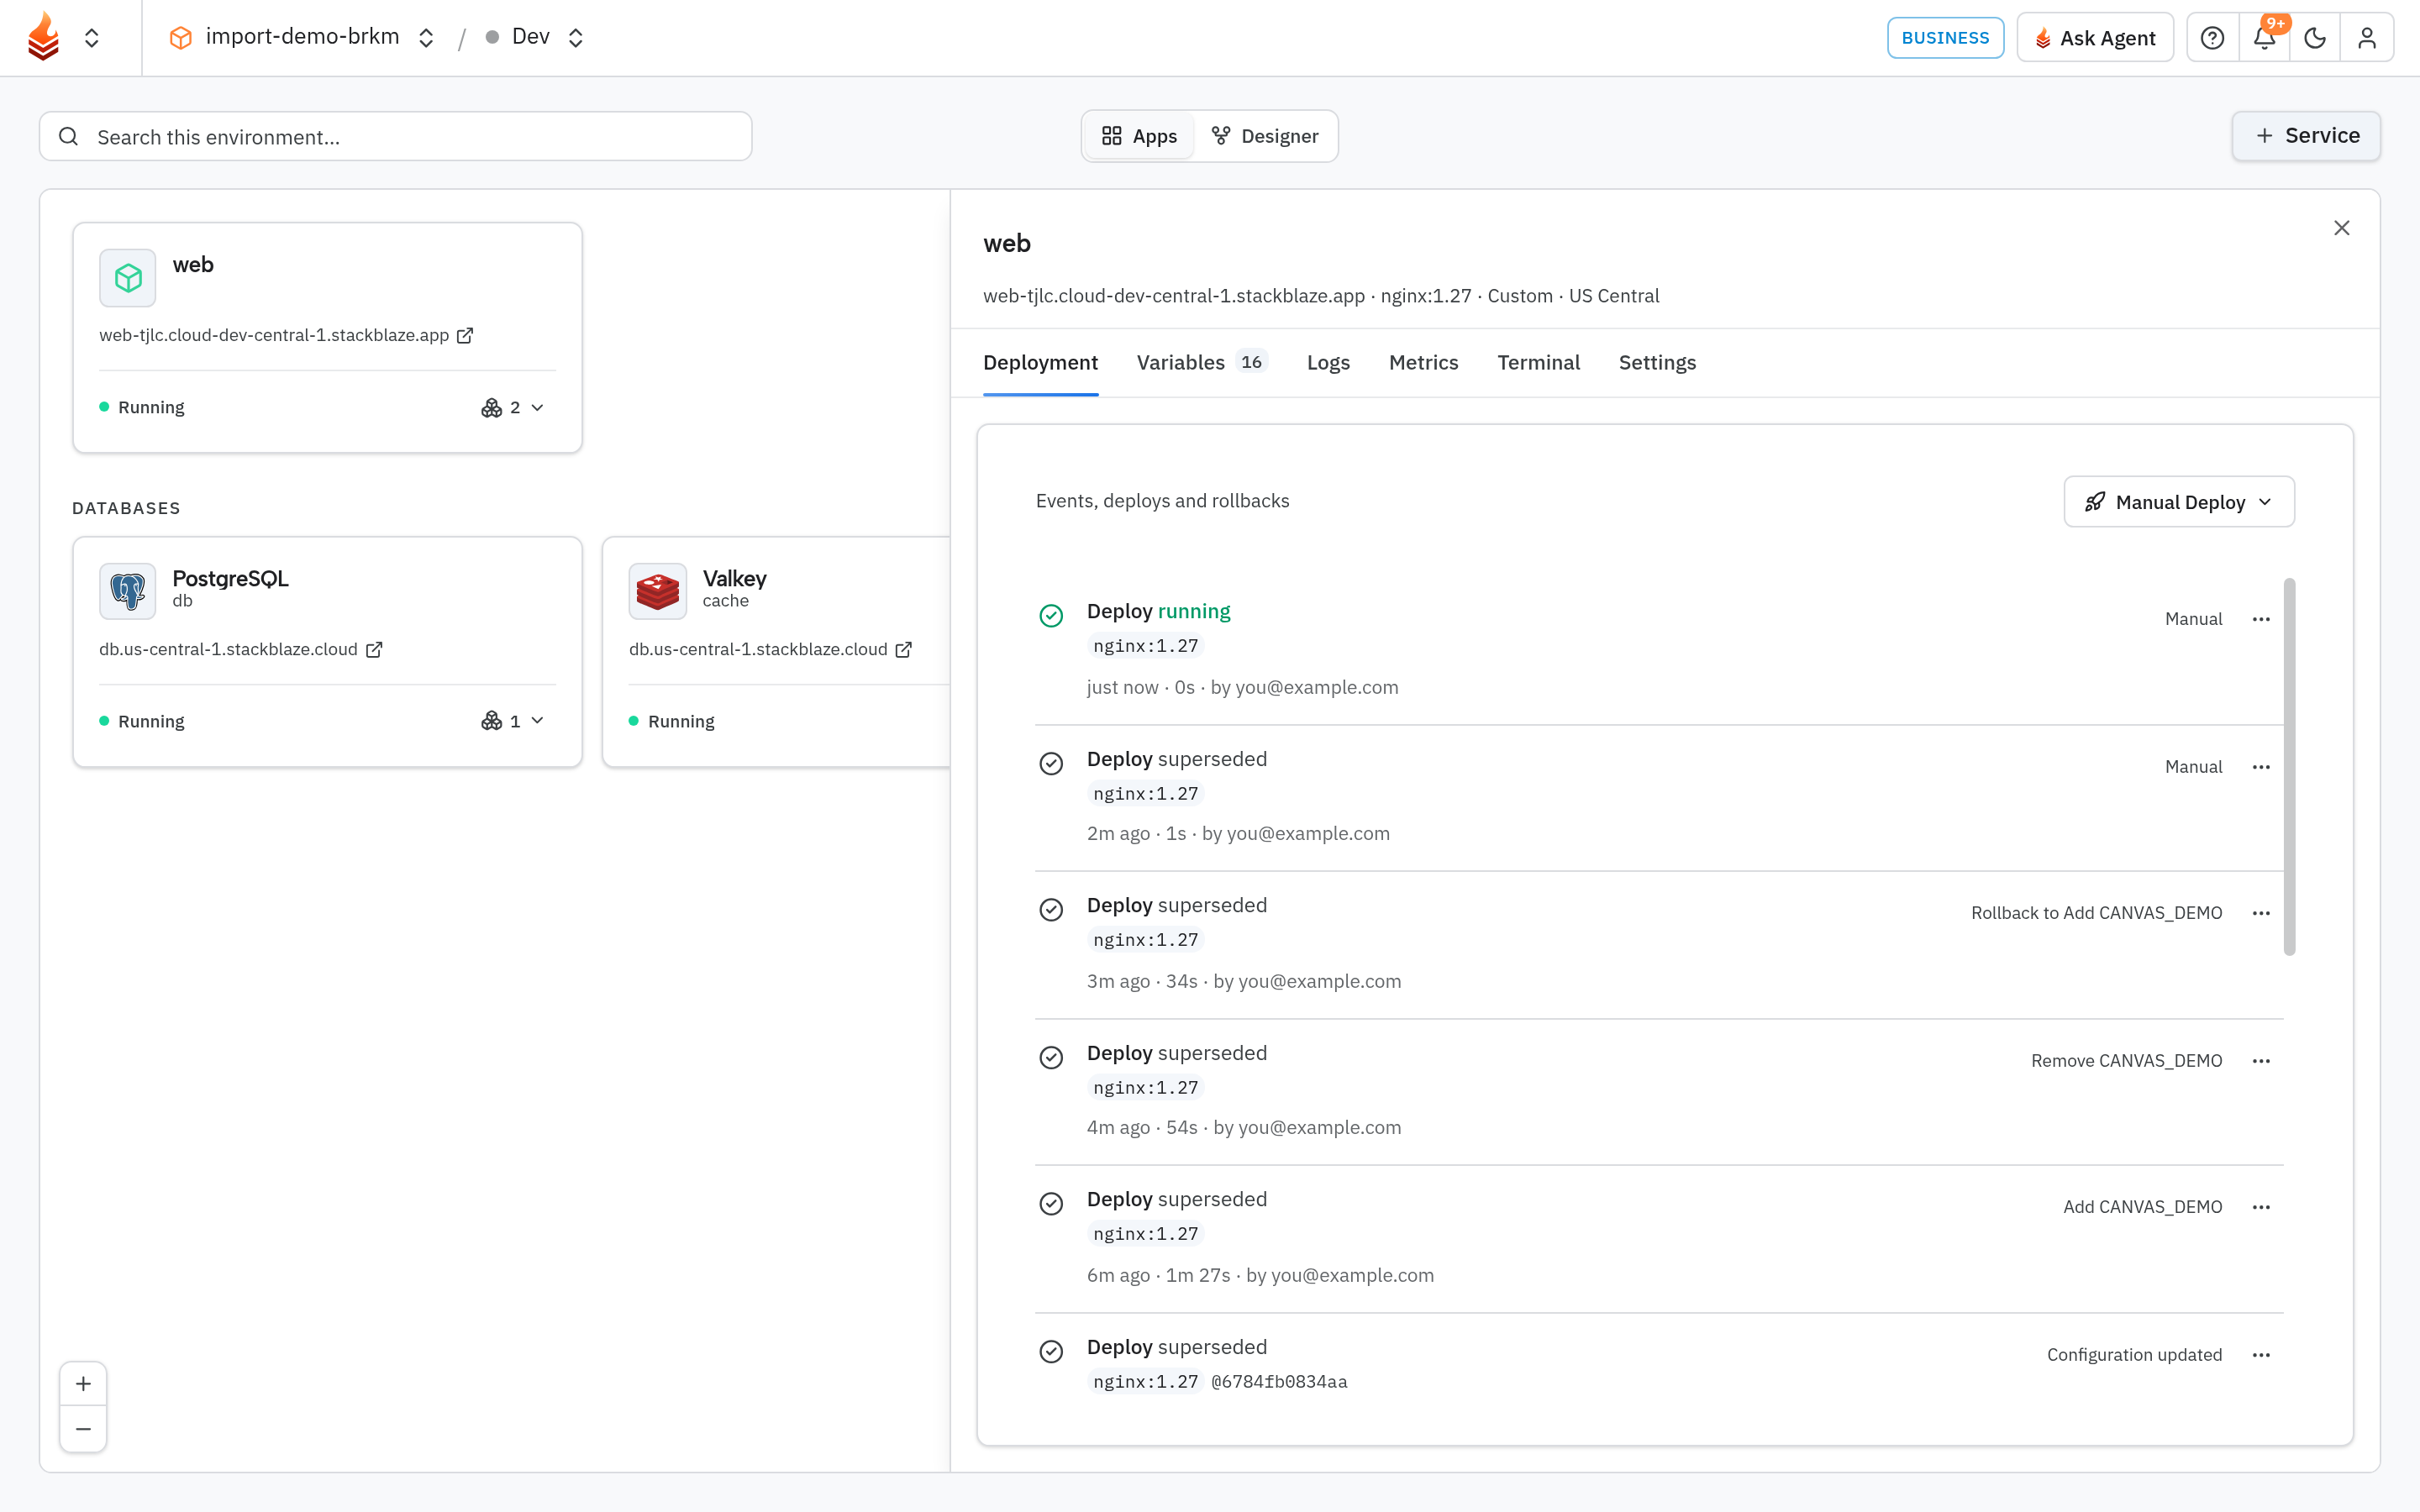 import-demo-brkm / Dev
BUSINESS
Ask Agent
9+
Search this environment...
Apps
Designer
+ Service
web
web-tjlc.cloud-dev-central-1.stackblaze.app
Running
2
DATABASES
PostgreSQL
db
db.us-central-1.stackblaze.cloud
Running
1
Valkey
cache
db.us-central-1.stackblaze.cloud
Running
web
web-tjlc.cloud-dev-central-1.stackblaze.app · nginx:1.27 · Custom · US Central
Deployment Variables 16 Logs Metrics Terminal Settings
Events, deploys and rollbacks
Manual Deploy
Deploy running
Manual
nginx:1.27
just now · 0s · by you@example.com
Deploy superseded
Manual
nginx:1.27
2m ago · 1s · by you@example.com
Deploy superseded
Rollback to Add CANVAS_DEMO
nginx:1.27
3m ago · 34s · by you@example.com
Deploy superseded
Remove CANVAS_DEMO
nginx:1.27
4m ago · 54s · by you@example.com
Deploy superseded
Add CANVAS_DEMO
nginx:1.27
6m ago · 1m 27s · by you@example.com
Deploy superseded
Configuration updated
nginx:1.27 @6784fb0834aa